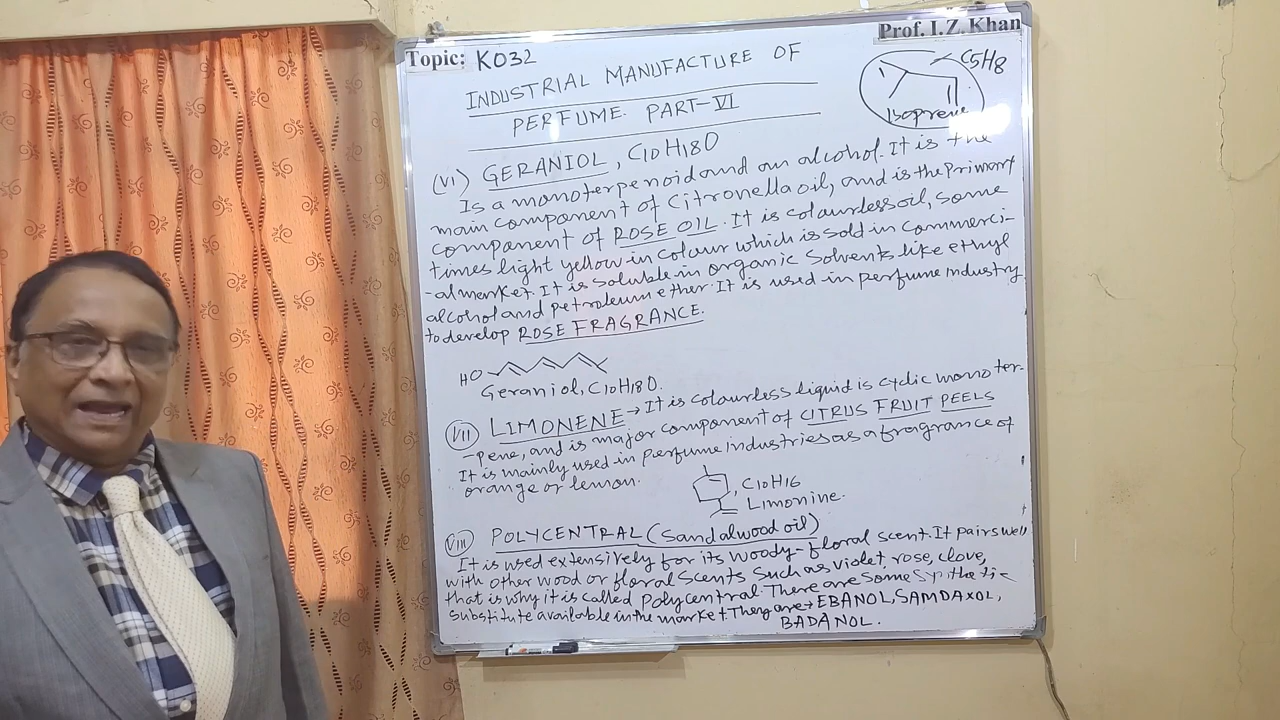 Prof. I.Z. Khan
Topic: K032
INDUSTRIAL MANUFACTURE OF
PERFUME. PART-VI
C5H8
Isoprene
(VI) GERANIOL, C10H18O
Is a monoterpenoid and an alcohol. It is the
main component of Citronella oil, and is the Primary
component of ROSE OIL. It is colourless oil, some
times light yellow in colour which is sold in commerci-
-al market. It is soluble in organic solvents like ethyl
alcohol and petroleum ether. It is used in perfume Industry
to develop ROSE FRAGRANCE.
HO
Geraniol, C10H18O.
VII LIMONENE → It is colourless liquid is cyclic monoter-
-pene, and is major component of CITRUS FRUIT PEELS
It is mainly used in perfume industries as a fragrance of
orange or lemon.
, C10H16
Limonine.
VIII POLYCENTRAL (Sandalwood oil)
It is used extensively for its woody-floral scent. It pairs well
with other wood or floral scents such as violet, rose, clove,
that is why it is called polycentral. There are some
substitute available in the market. They are → EBANOL, SAMDAXOL,
BADANOL.